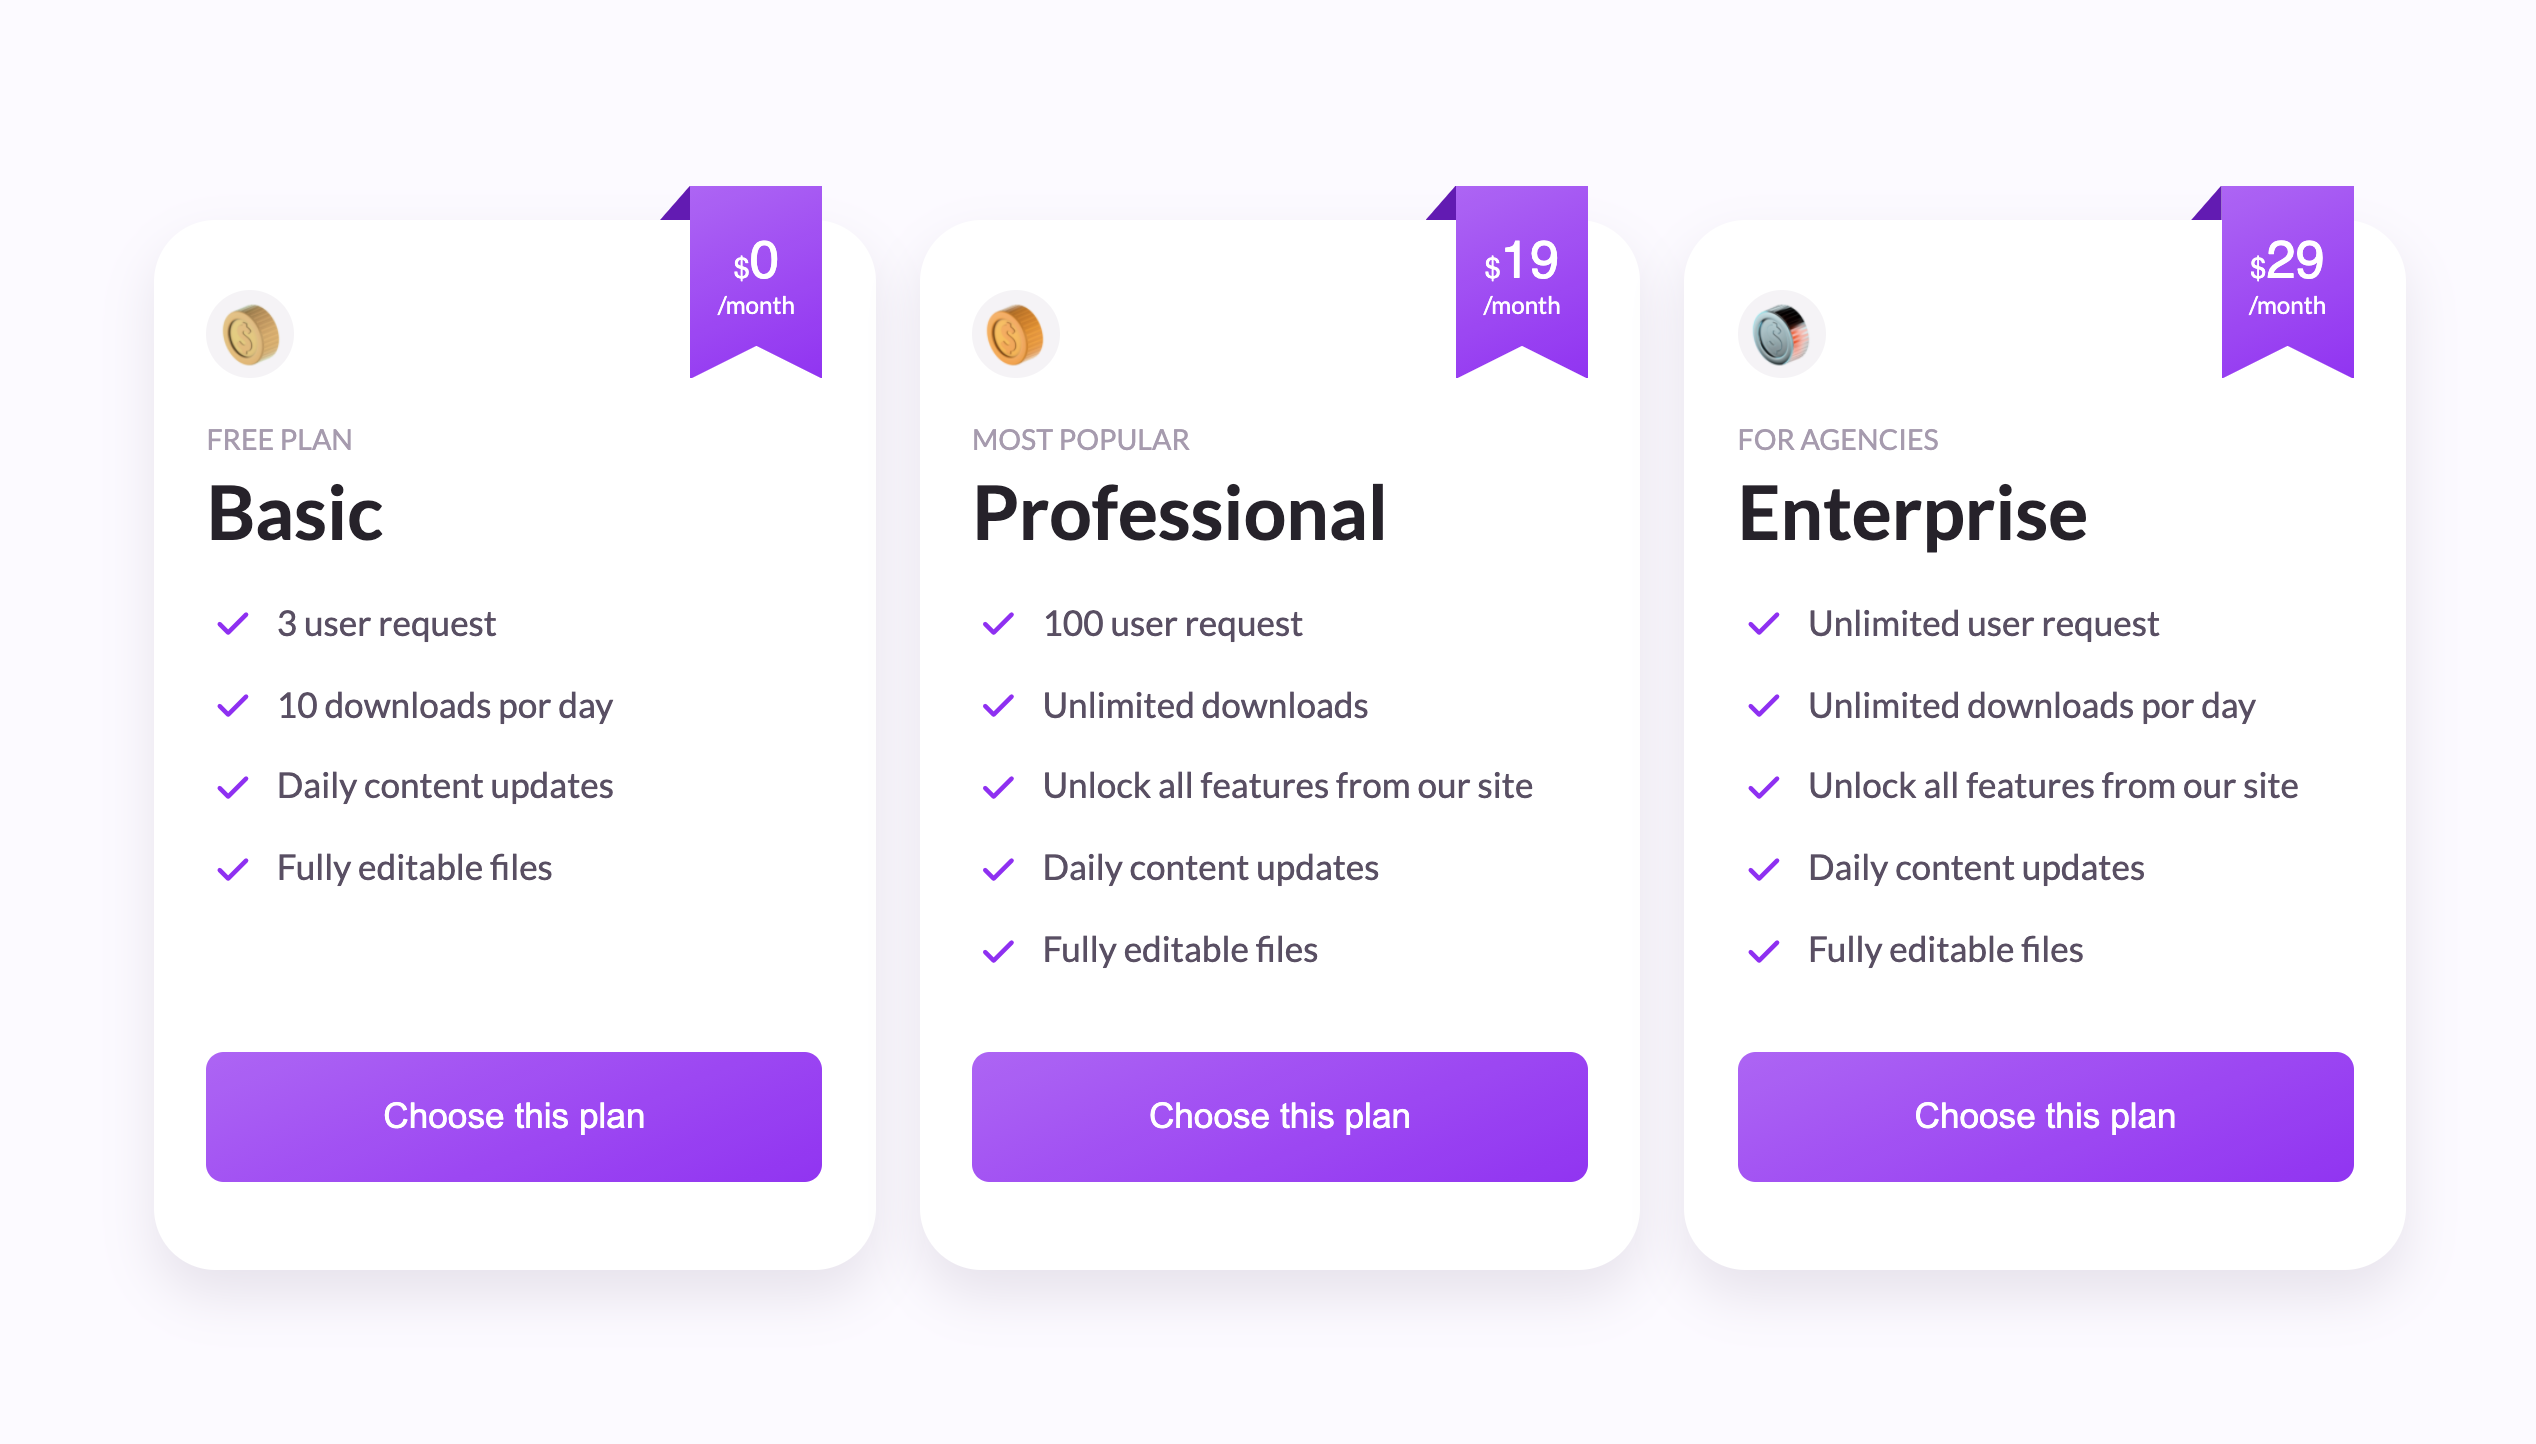 $0
/month
FREE PLAN
Basic
3 user request
10 downloads por day
Daily content updates
Fully editable files
Choose this plan
$19
/month
MOST POPULAR
Professional
100 user request
Unlimited downloads
Unlock all features from our site
Daily content updates
Fully editable files
Choose this plan
$29
/month
FOR AGENCIES
Enterprise
Unlimited user request
Unlimited downloads por day
Unlock all features from our site
Daily content updates
Fully editable files
Choose this plan